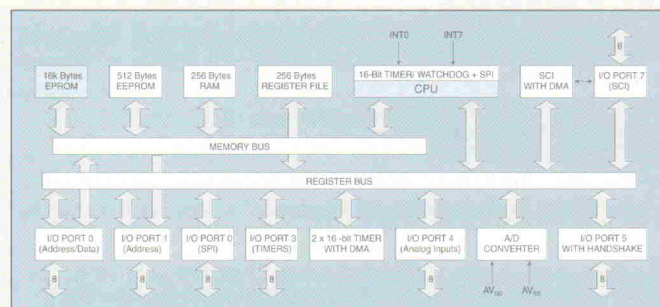 INT0 INT7
8
16k Bytes
EPROM
512 Bytes
EEPROM
256 Bytes
RAM
256 Bytes
REGISTER FILE
16-Bit TIMER/ WATCHDOG + SPI
CPU
SCI
WITH DMA
I/O PORT 7
(SCI)
MEMORY BUS
REGISTER BUS
I/O PORT 0
(Address/Data)
I/O PORT 1
(Address)
I/O PORT 0
(SPI)
I/O PORT 3
(TIMERS)
2 x 16 -bit TIMER
WITH DMA
I/O PORT 4
(Analog Inputs)
A/D
CONVERTER
I/O PORT 5
WITH HANDSHAKE
8 8 8 8 8 AVDD AVSS 8